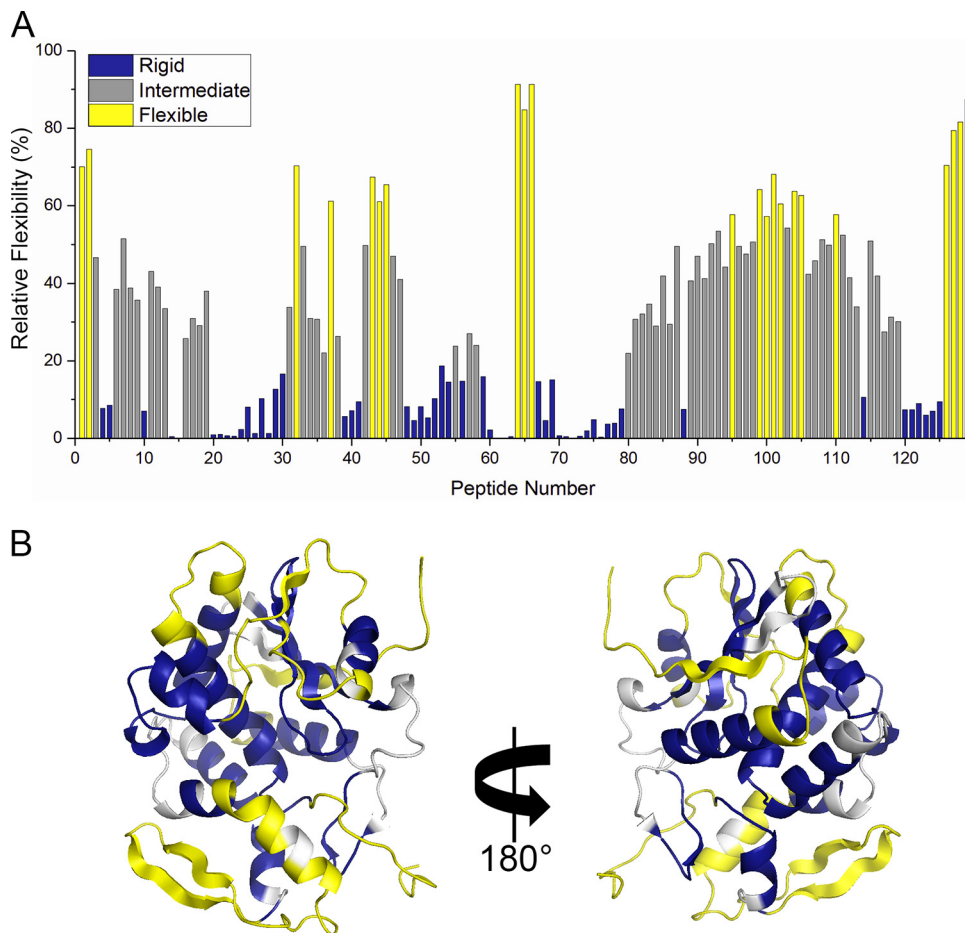 A
Relative Flexibility (%)
100
80
60
40
20
0
Rigid
Intermediate
Flexible
0 10 20 30 40 50 60 70 80 90 100 110 120
Peptide Number
B
180°